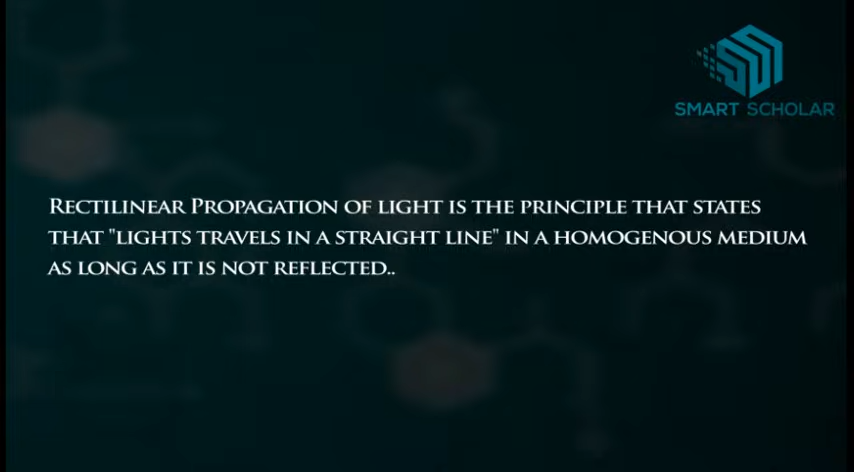 SMART SCHOLAR
RECTILINEAR PROPAGATION OF LIGHT IS THE PRINCIPLE THAT STATES
THAT "LIGHTS TRAVELS IN A STRAIGHT LINE" IN A HOMOGENOUS MEDIUM
AS LONG AS IT IS NOT REFLECTED..